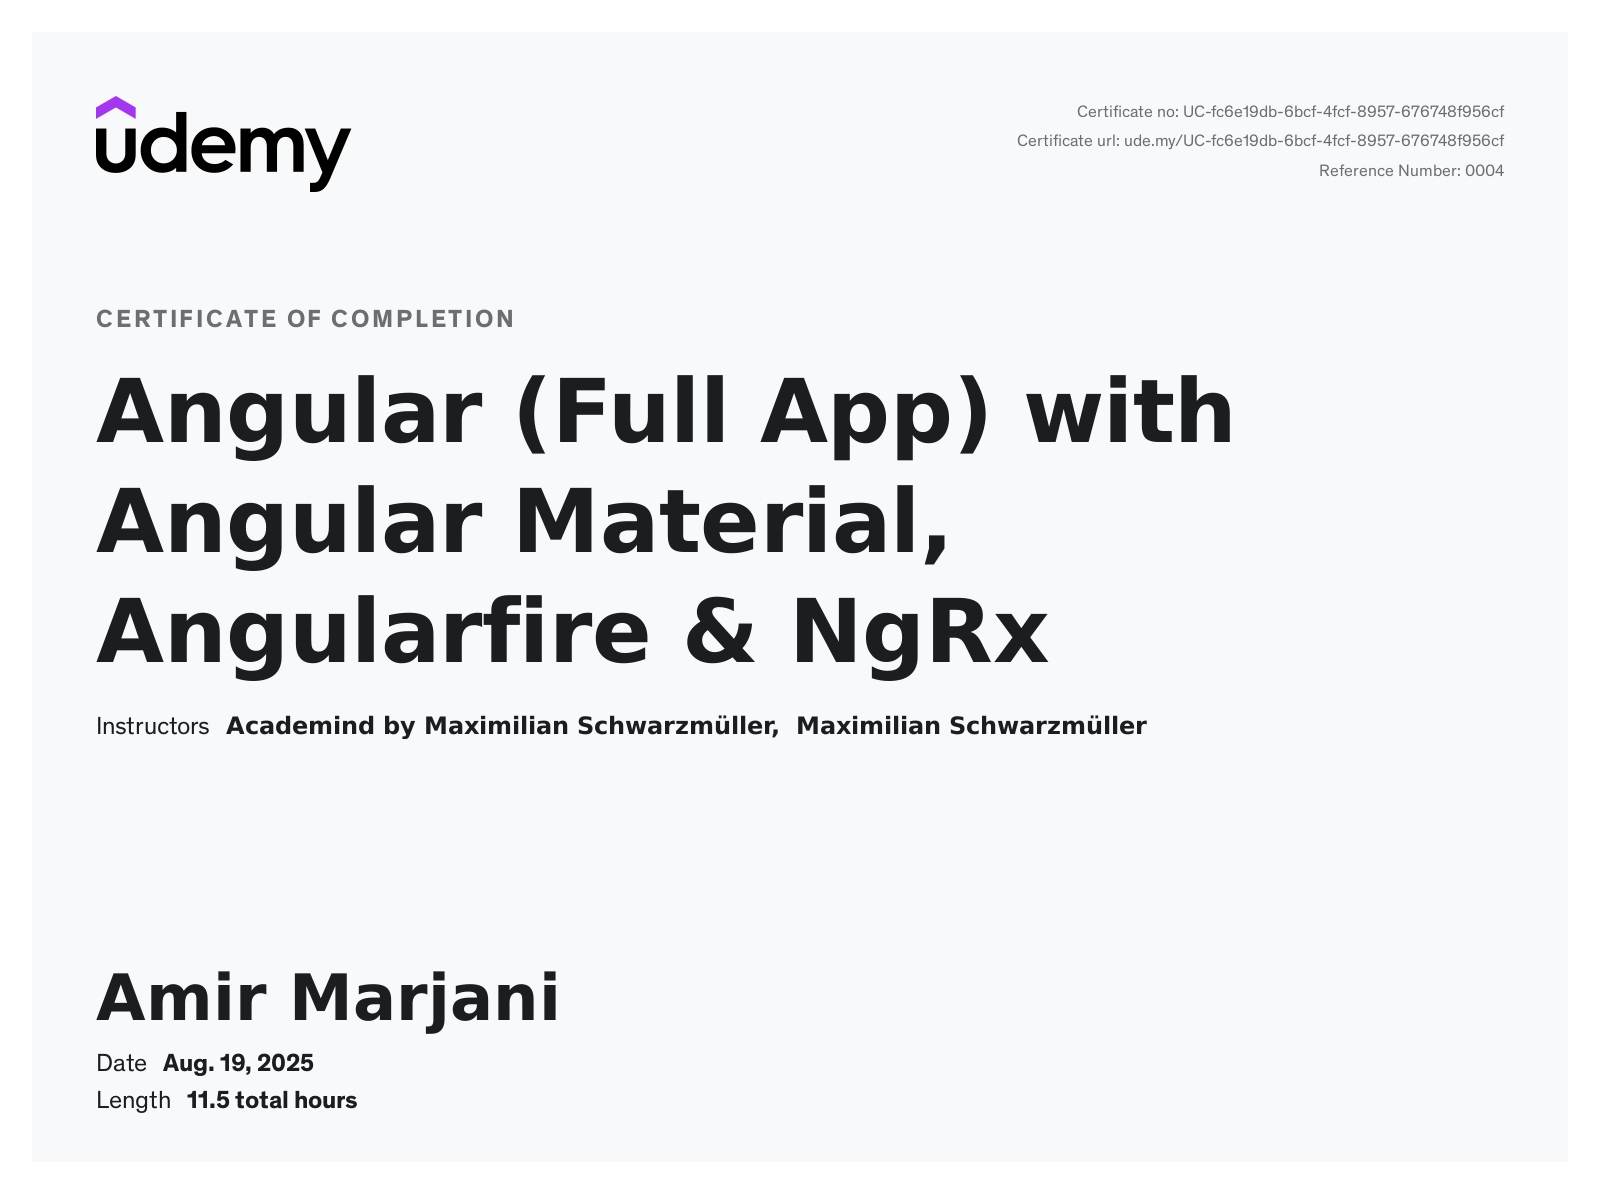 udemy
Certificate no: UC-fc6e19db-6bcf-4fcf-8957-676748f956cf
Certificate url: ude.my/UC-fc6e19db-6bcf-4fcf-8957-676748f956cf
Reference Number: 0004
CERTIFICATE OF COMPLETION
Angular (Full App) with
Angular Material,
Angularfire & NgRx
Instructors Academind by Maximilian Schwarzmüller, Maximilian Schwarzmüller
Amir Marjani
Date Aug. 19, 2025
Length 11.5 total hours